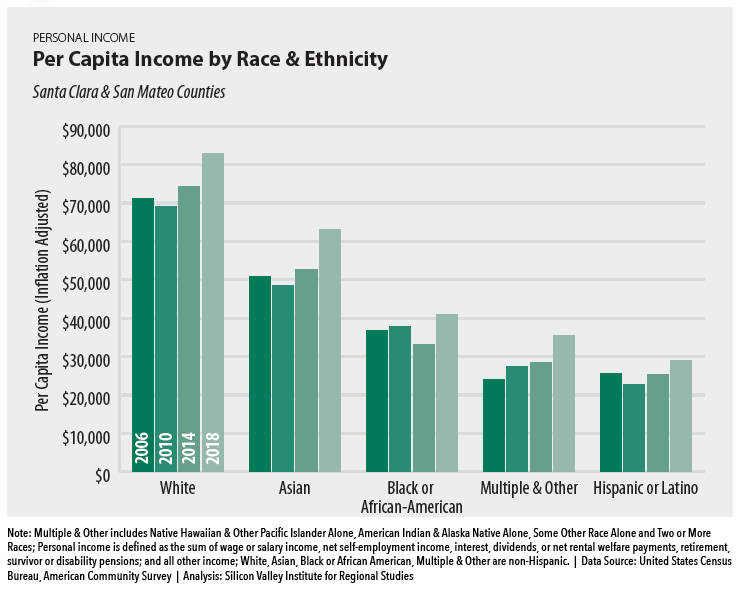 PERSONAL INCOME
Per Capita Income by Race & Ethnicity
Santa Clara & San Mateo Counties
Per Capita Income (Inflation Adjusted)
$90,000
$80,000
$70,000
$60,000
$50,000
$40,000
$30,000
$20,000
$10,000
$0
2006
2010
2014
2018
White
Asian
Black or
African-American
Multiple & Other
Hispanic or Latino
Note: Multiple & Other includes Native Hawaiian & Other Pacific Islander Alone, American Indian & Alaska Native Alone, Some Other Race Alone and Two or More
Races; Personal income is defined as the sum of wage or salary income, net self-employment income, interest, dividends, or net rental welfare payments, retirement,
survivor or disability pensions; and all other income; White, Asian, Black or African American, Multiple & Other are non-Hispanic. | Data Source: United States Census
Bureau, American Community Survey | Analysis: Silicon Valley Institute for Regional Studies